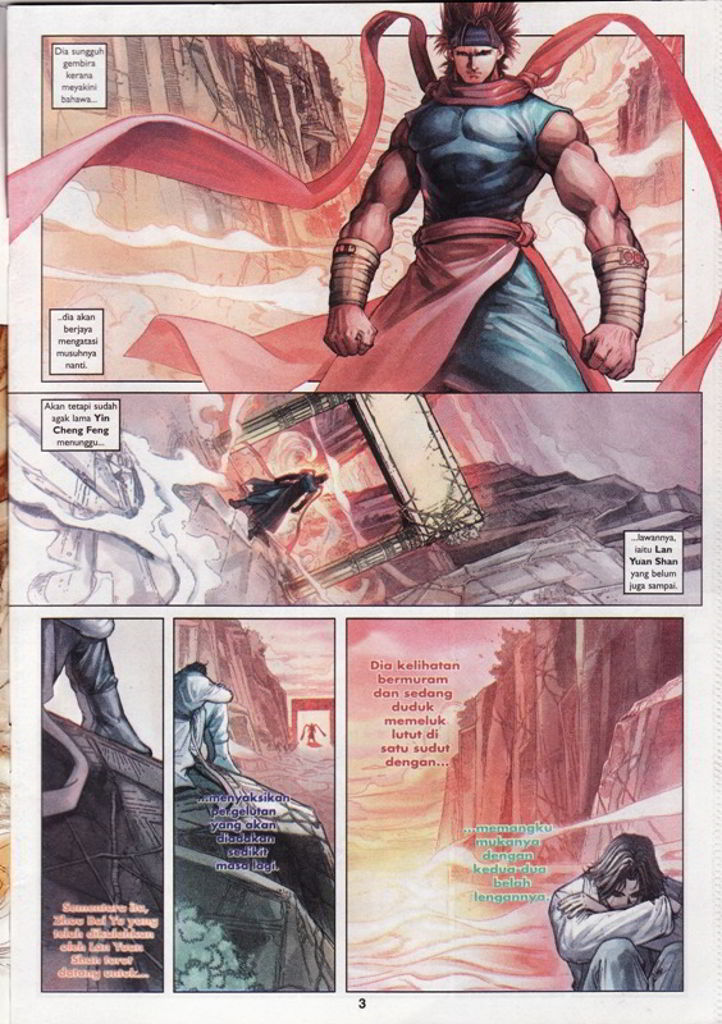 Dia sungguh
gembira
kerana
meyakini
bahawa...
..dia akan
berjaya
mengatasi
musuhnya
nanti.
Akan tetapi sudah
agak lama Yin
Cheng Feng
menunggu...
...lawannya,
iaitu Lan
Yuan Shan
yang belum
juga sampai.
Sementara itu,
Zhou Bai Ye yang
telah dikalahkan
oleh Lan Yuan
Shan turut
datang untuk...
...menyaksikan
pergelutan
yang akan
diadakan
sedikit
masa lagi.
Dia kelihatan
bermuram
dan sedang
duduk
memeluk
lutut di
satu sudut
dengan...
...memangku
mukanya
dengan
kedua-dua
belah
lengannya.
3